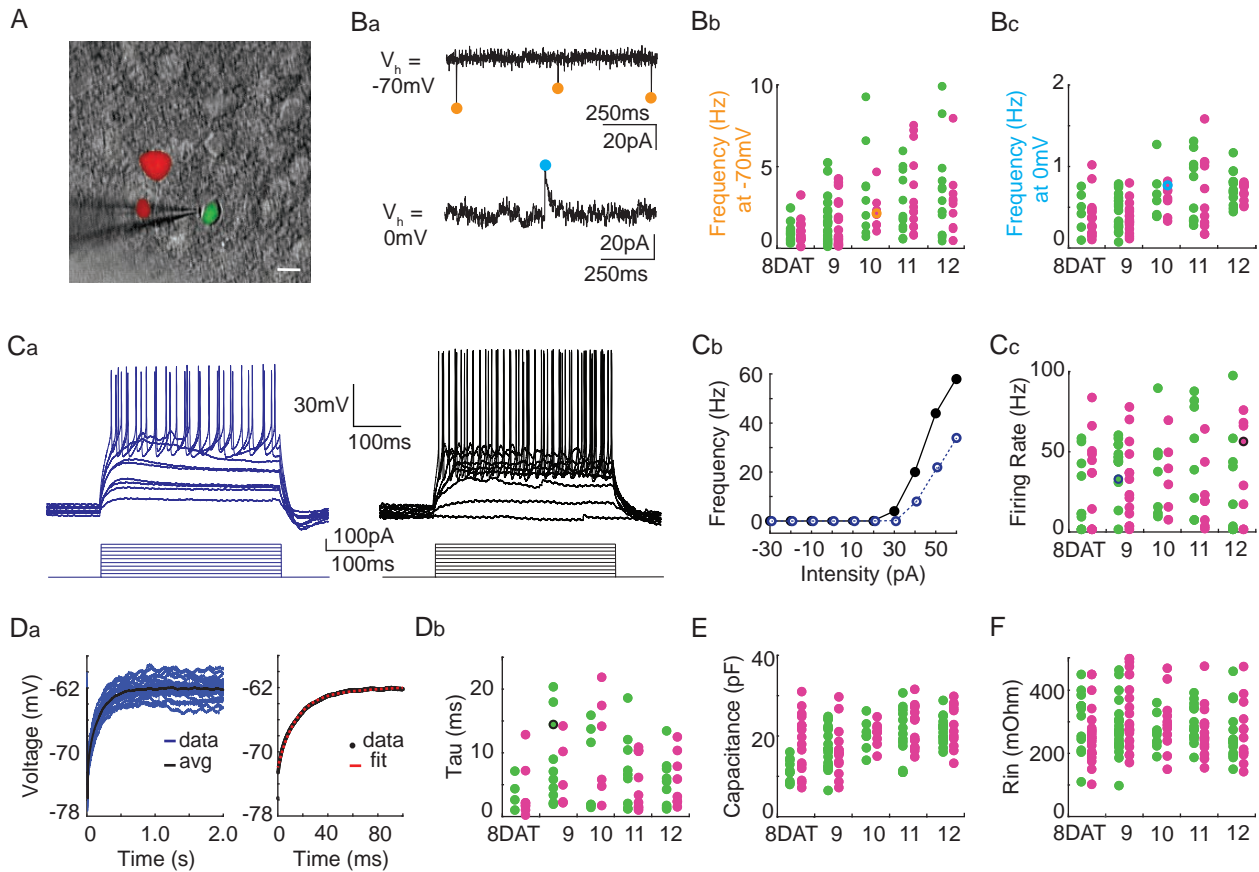 A
Ba
Vh = -70mV
250ms
20pA
Vh = 0mV
20pA
250ms
Bb
Frequency (Hz)
at -70mV
10
5
0
8DAT 9 10 11 12
Bc
Frequency (Hz)
at 0mV
2
1
0
8DAT 9 10 11 12
Ca
30mV
100ms
100pA
100ms
Cb
Frequency (Hz)
60
40
20
0
-30 -10 10 30 50
Intensity (pA)
Cc
Firing Rate (Hz)
100
50
0
8DAT 9 10 11 12
Da
Voltage (mV)
-62
-70
-78
data
avg
0 1.0 2.0
Time (s)
-62
-70
-78
data
fit
0 40 80
Time (ms)
Db
Tau (ms)
20
10
0
8DAT 9 10 11 12
E
Capacitance (pF)
40
20
0
8DAT 9 10 11 12
F
Rin (mOhm)
400
200
0
8DAT 9 10 11 12